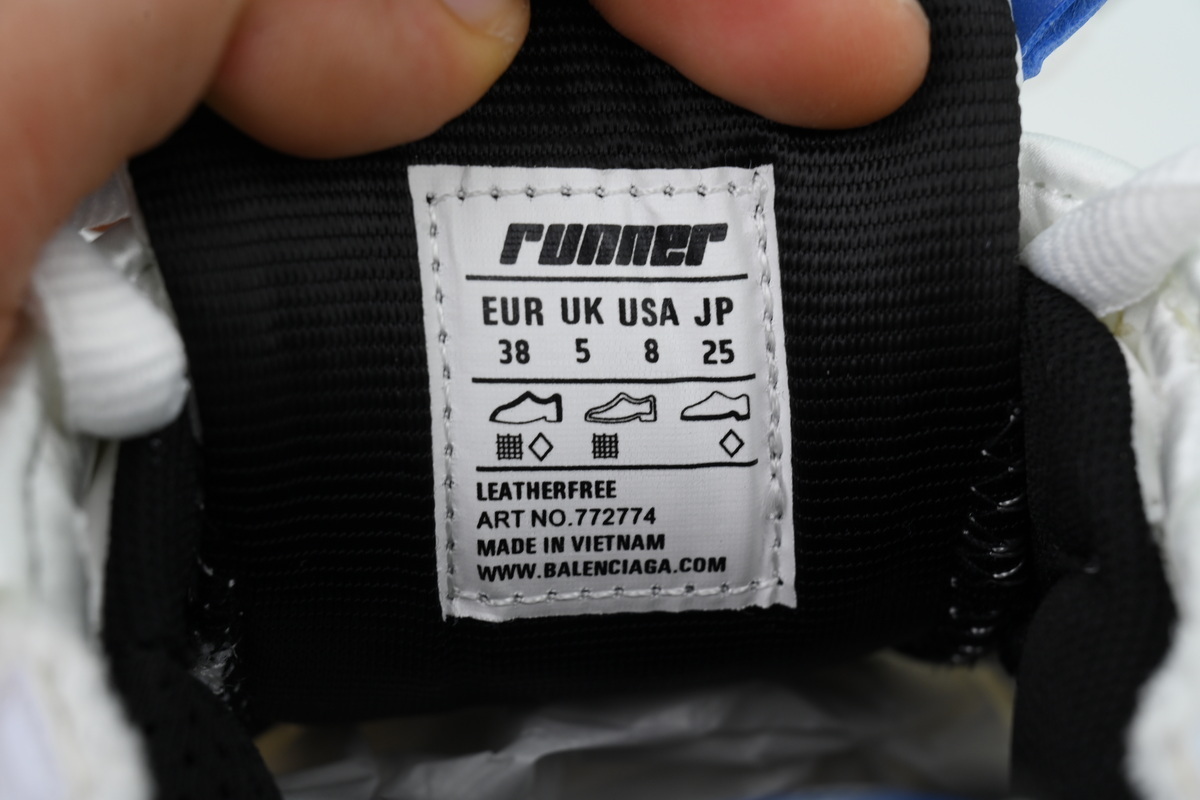 runner
EUR UK USA JP
38 5 8 25
LEATHERFREE
ART NO.772774
MADE IN VIETNAM
WWW.BALENCIAGA.COM